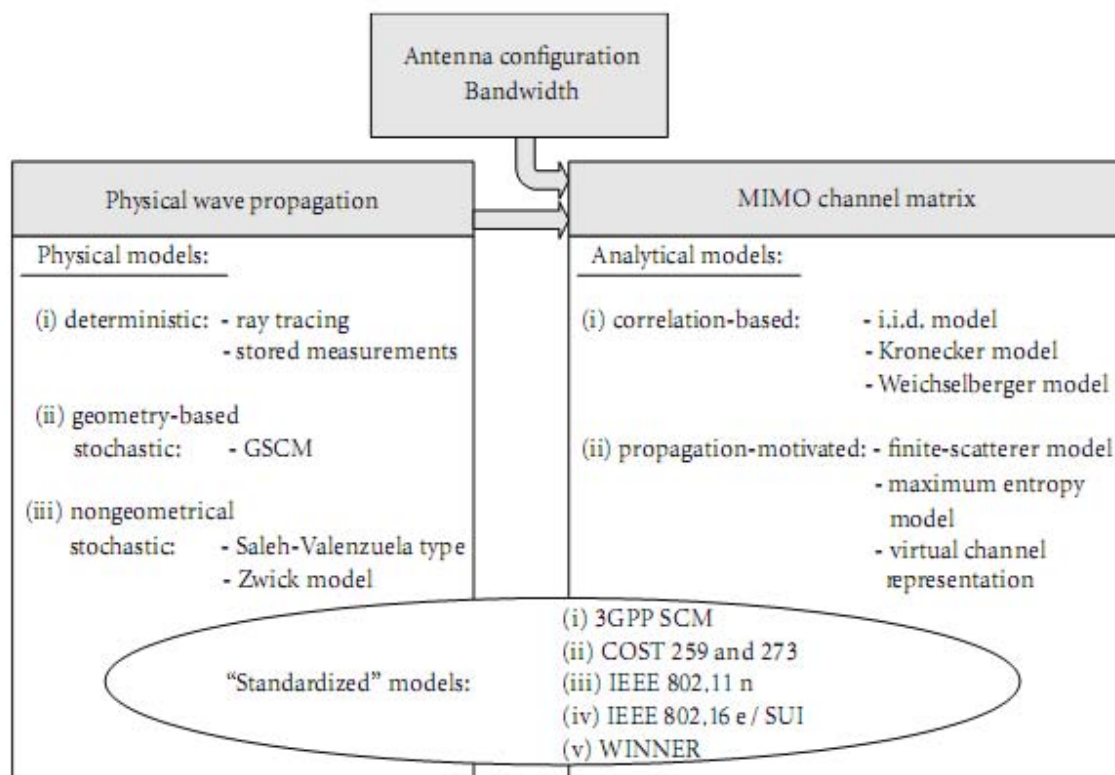 Antenna configuration
Bandwidth
Physical wave propagation
MIMO channel matrix
Physical models:
(i) deterministic: - ray tracing
- stored measurements
(ii) geometry-based
stochastic: - GSCM
(iii) nongeometrical
stochastic: - Saleh-Valenzuela type
- Zwick model
Analytical models:
(i) correlation-based: - i.i.d. model
- Kronecker model
- Weichselberger model
(ii) propagation-motivated: - finite-scatterer model
- maximum entropy
model
- virtual channel
representation
“Standardized” models:
(i) 3GPP SCM
(ii) COST 259 and 273
(iii) IEEE 802,11 n
(iv) IEEE 802,16 e / SUI
(v) WINNER